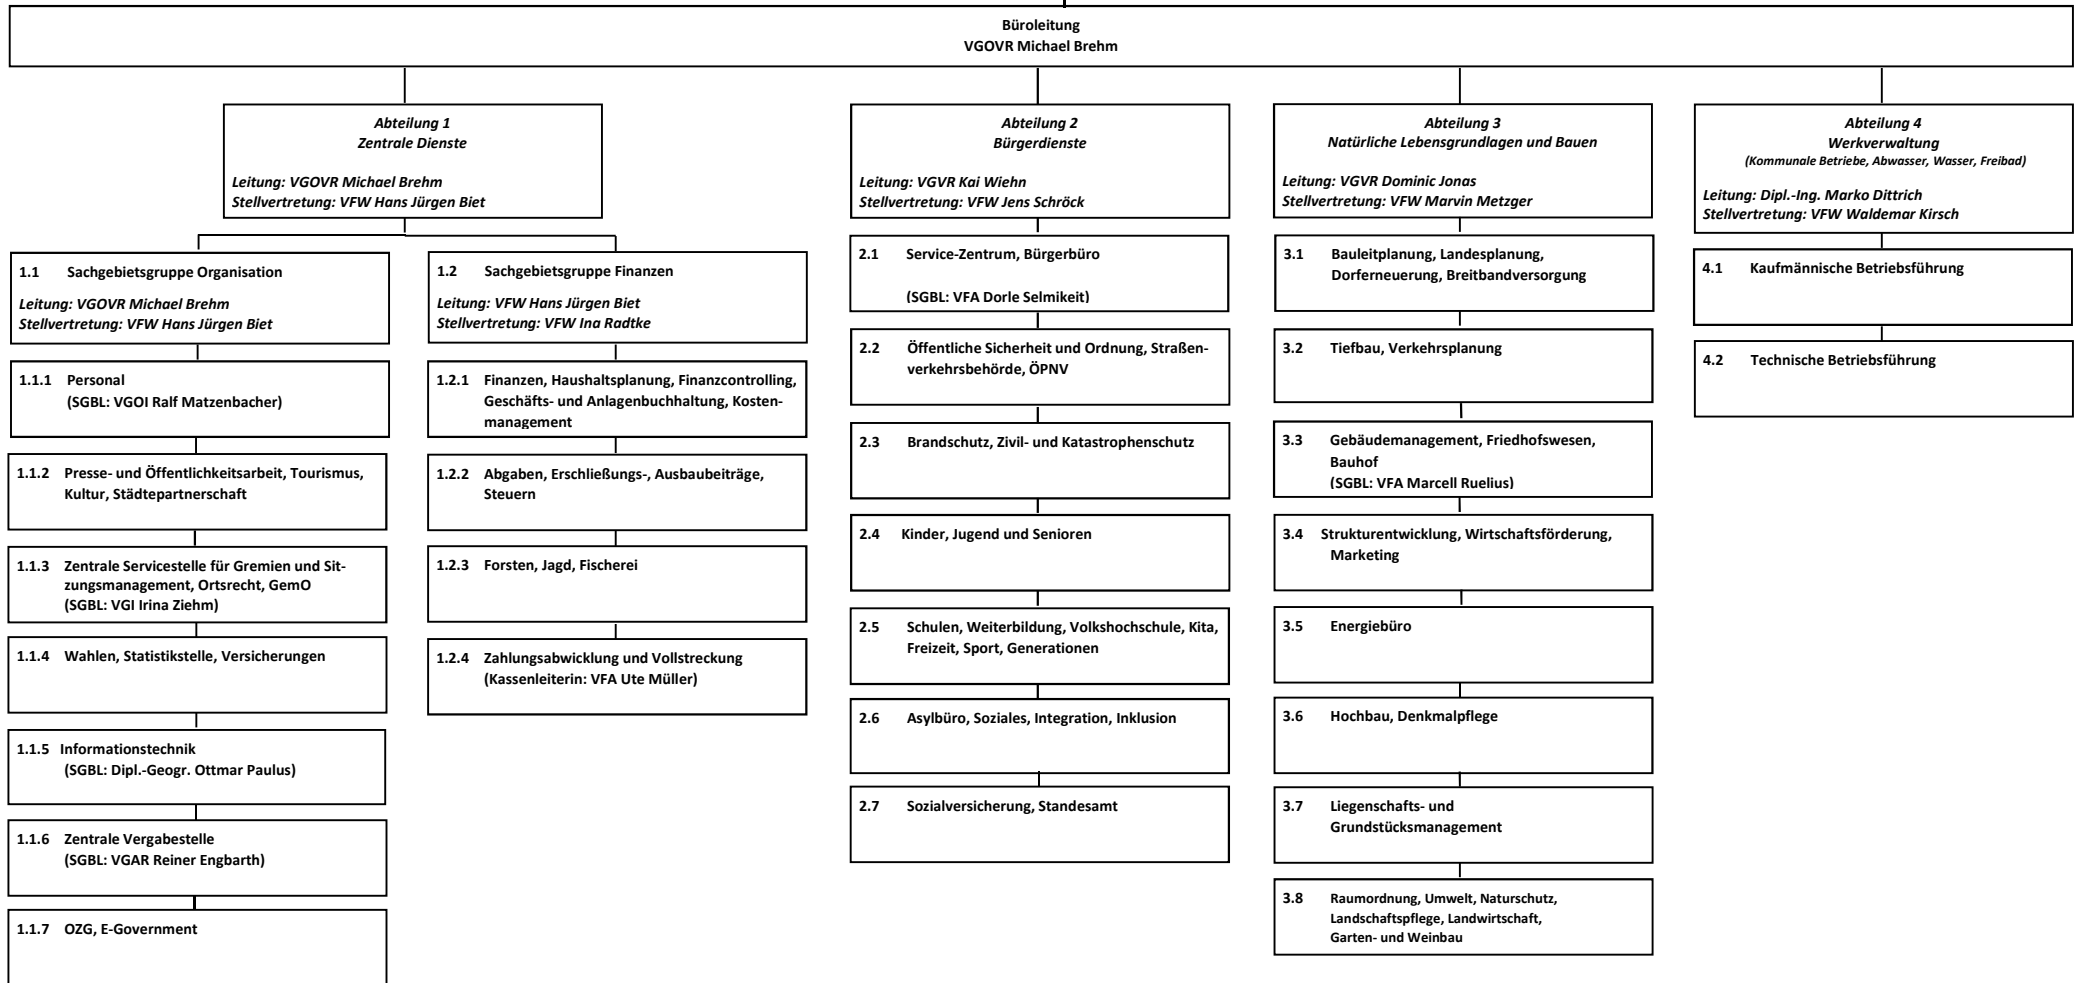 Büroleitung
VGOVR Michael Brehm
Abteilung 1
Zentrale Dienste
Leitung: VGOVR Michael Brehm
Stellvertretung: VFW Hans Jürgen Biet
1.1 Sachgebietsgruppe Organisation
Leitung: VGOVR Michael Brehm
Stellvertretung: VFW Hans Jürgen Biet
1.1.1 Personal
(SGBL: VGOI Ralf Matzenbacher)
1.1.2 Presse- und Öffentlichkeitsarbeit, Tourismus,
Kultur, Städtepartnerschaft
1.1.3 Zentrale Servicestelle für Gremien und Sit-
zungsmanagement, Ortsrecht, GemO
(SGBL: VGI Irina Ziehm)
1.1.4 Wahlen, Statistikstelle, Versicherungen
1.1.5 Informationstechnik
(SGBL: Dipl.-Geogr. Ottmar Paulus)
1.1.6 Zentrale Vergabestelle
(SGBL: VGAR Reiner Engbarth)
1.1.7 OZG, E-Government
1.2 Sachgebietsgruppe Finanzen
Leitung: VFW Hans Jürgen Biet
Stellvertretung: VFW Ina Radtke
1.2.1 Finanzen, Haushaltsplanung, Finanzcontrolling,
Geschäfts- und Anlagenbuchhaltung, Kosten-
management
1.2.2 Abgaben, Erschließungs-, Ausbaubeiträge,
Steuern
1.2.3 Forsten, Jagd, Fischerei
1.2.4 Zahlungsabwicklung und Vollstreckung
(Kassenleiterin: VFA Ute Müller)
Abteilung 2
Bürgerdienste
Leitung: VGVR Kai Wiehn
Stellvertretung: VFW Jens Schröck
2.1 Service-Zentrum, Bürgerbüro
(SGBL: VFA Dorle Selmikeit)
2.2 Öffentliche Sicherheit und Ordnung, Straßen-
verkehrsbehörde, ÖPNV
2.3 Brandschutz, Zivil- und Katastrophenschutz
2.4 Kinder, Jugend und Senioren
2.5 Schulen, Weiterbildung, Volkshochschule, Kita,
Freizeit, Sport, Generationen
2.6 Asylbüro, Soziales, Integration, Inklusion
2.7 Sozialversicherung, Standesamt
Abteilung 3
Natürliche Lebensgrundlagen und Bauen
Leitung: VGVR Dominic Jonas
Stellvertretung: VFW Marvin Metzger
3.1 Bauleitplanung, Landesplanung,
Dorferneuerung, Breitbandversorgung
3.2 Tiefbau, Verkehrsplanung
3.3 Gebäudemanagement, Friedhofswesen,
Bauhof
(SGBL: VFA Marcell Ruelius)
3.4 Strukturentwicklung, Wirtschaftsförderung,
Marketing
3.5 Energiebüro
3.6 Hochbau, Denkmalpflege
3.7 Liegenschafts- und
Grundstücksmanagement
3.8 Raumordnung, Umwelt, Naturschutz,
Landschaftspflege, Landwirtschaft,
Garten- und Weinbau
Abteilung 4
Werkverwaltung
(Kommunale Betriebe, Abwasser, Wasser, Freibad)
Leitung: Dipl.-Ing. Marko Dittrich
Stellvertretung: VFW Waldemar Kirsch
4.1 Kaufmännische Betriebsführung
4.2 Technische Betriebsführung